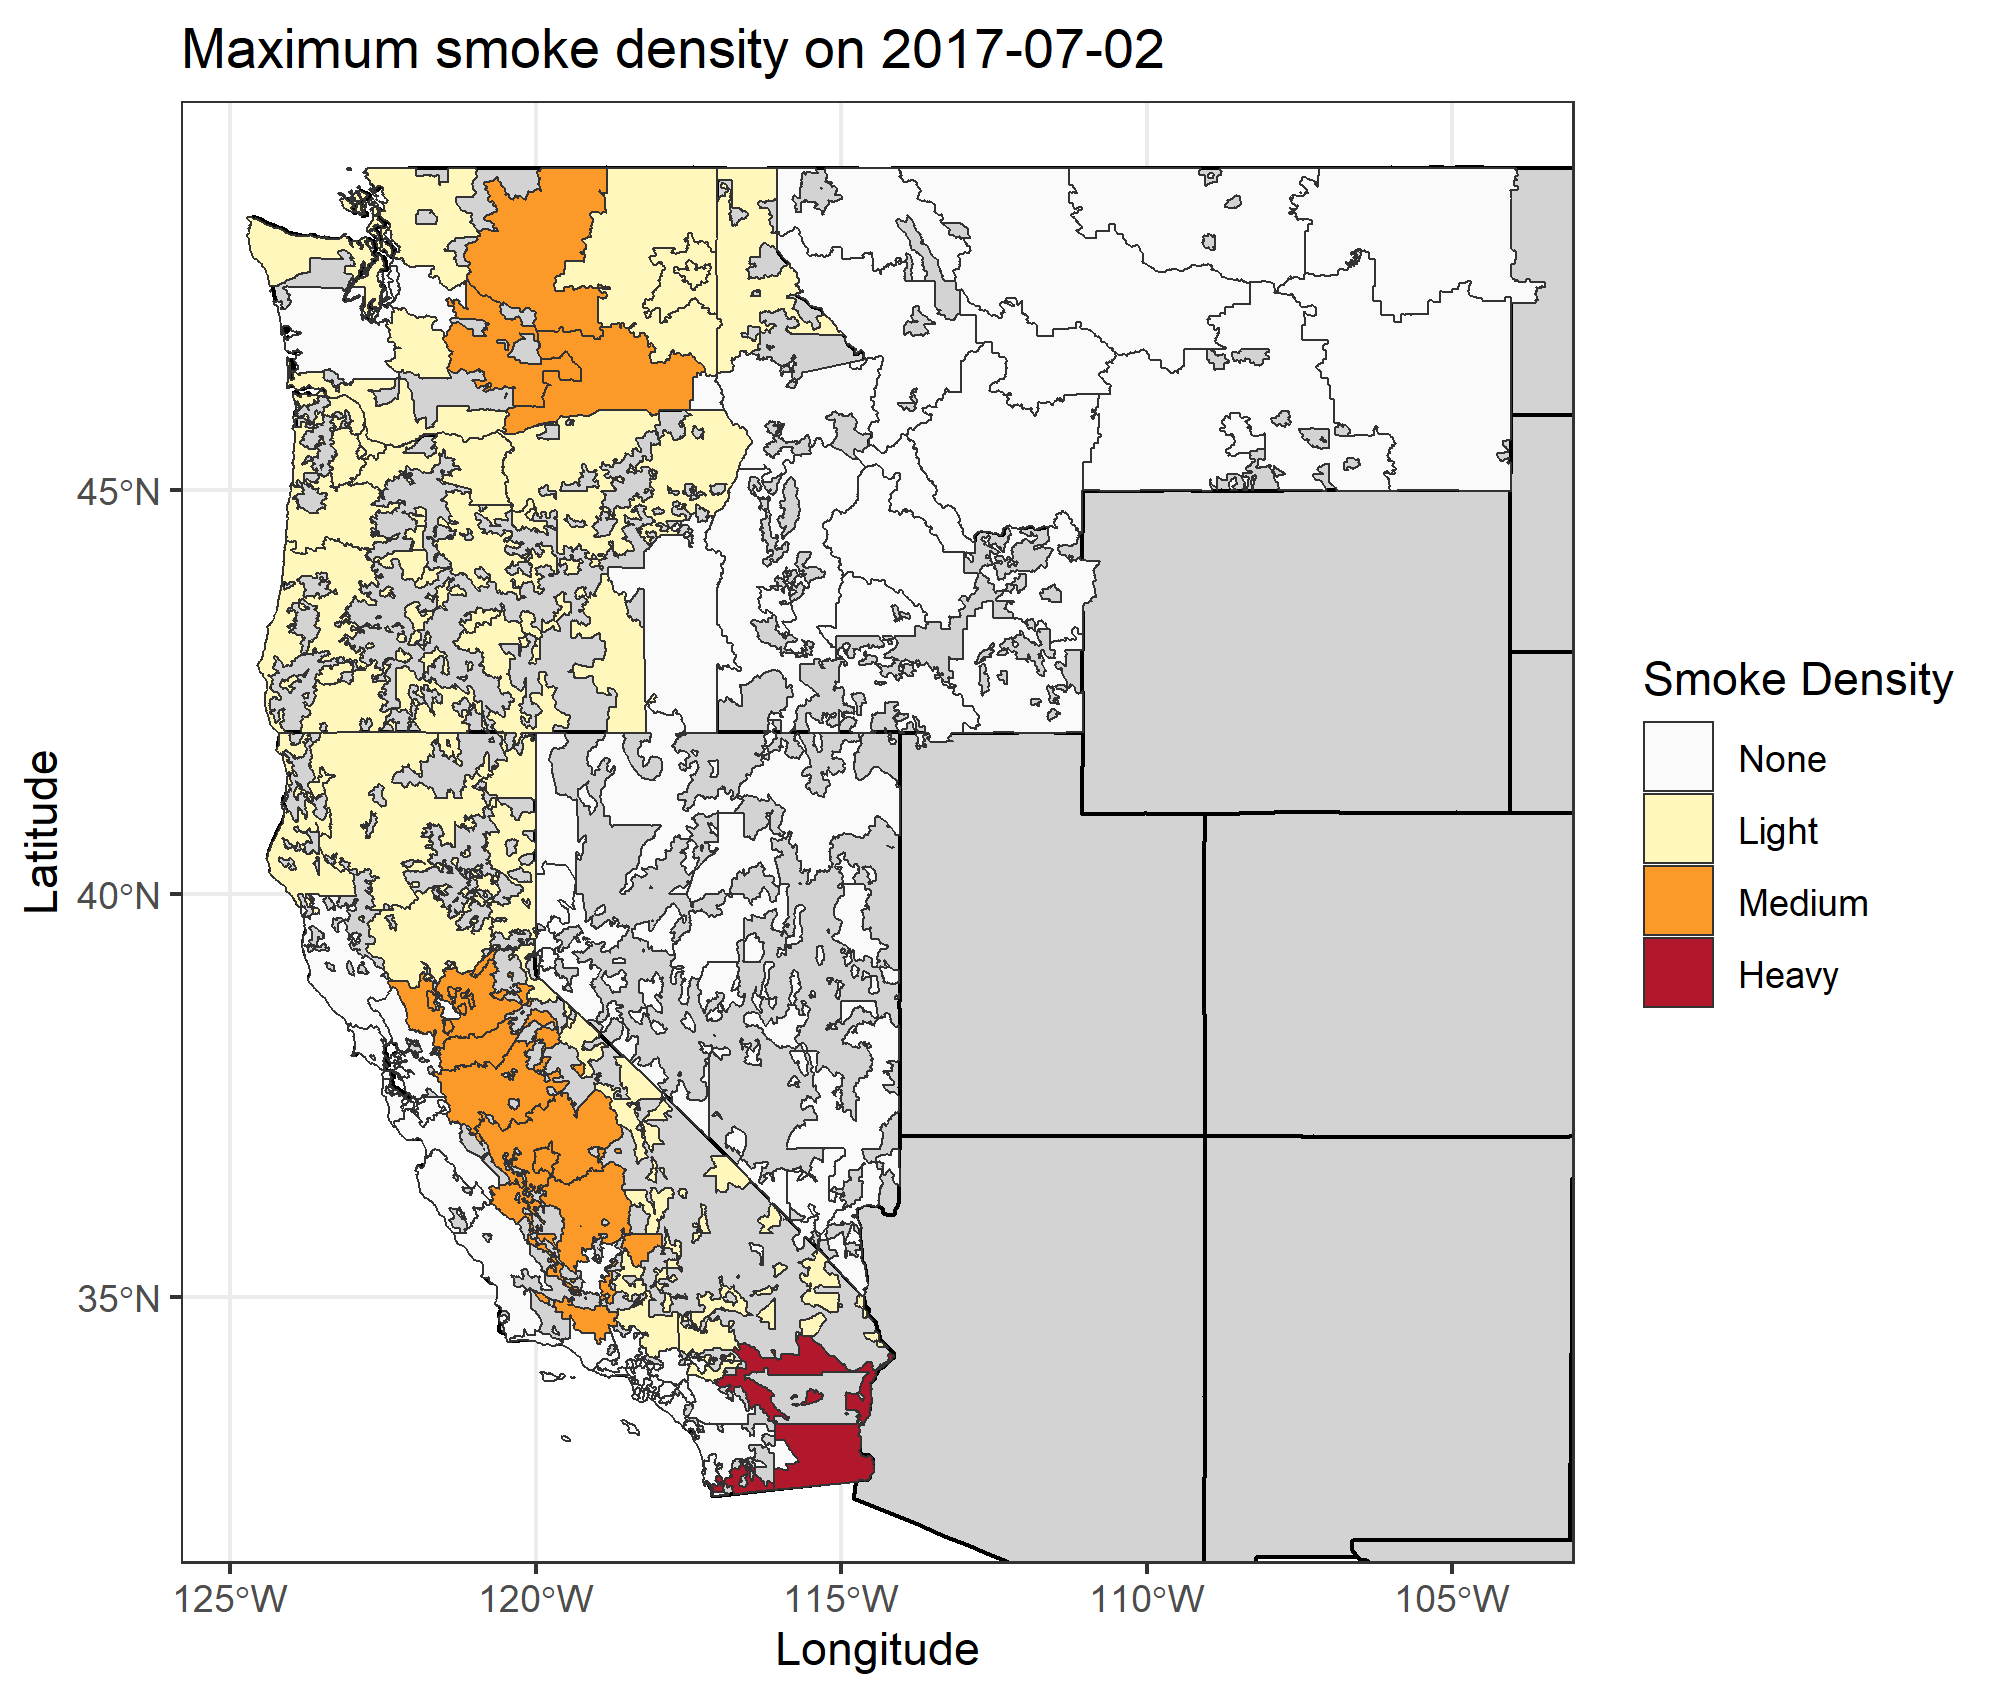 Maximum smoke density on 2017-07-02
45°N
40°N
35°N
Latitude
125°W
120°W
115°W
110°W
105°W
Longitude
Smoke Density
None
Light
Medium
Heavy